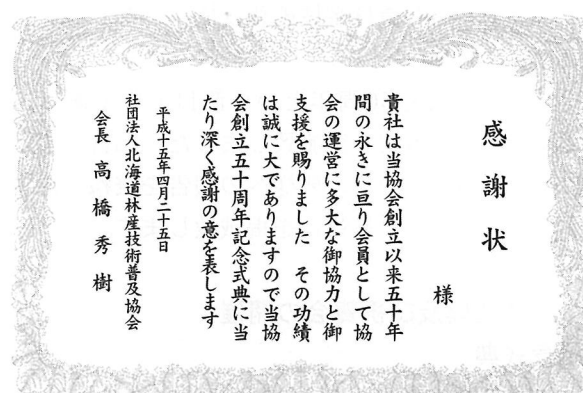 感謝状
様
貴社は当協会創立以来五十年
間の永きに亘り会員として協
会の運営に多大な御協力と御
支援を賜りました　その功績
は誠に大でありますので当協
会創立五十周年記念式典に当
たり深く感謝の意を表します
平成十五年四月二十五日
社団法人北海道林産技術普及協会
会長　高橋秀樹